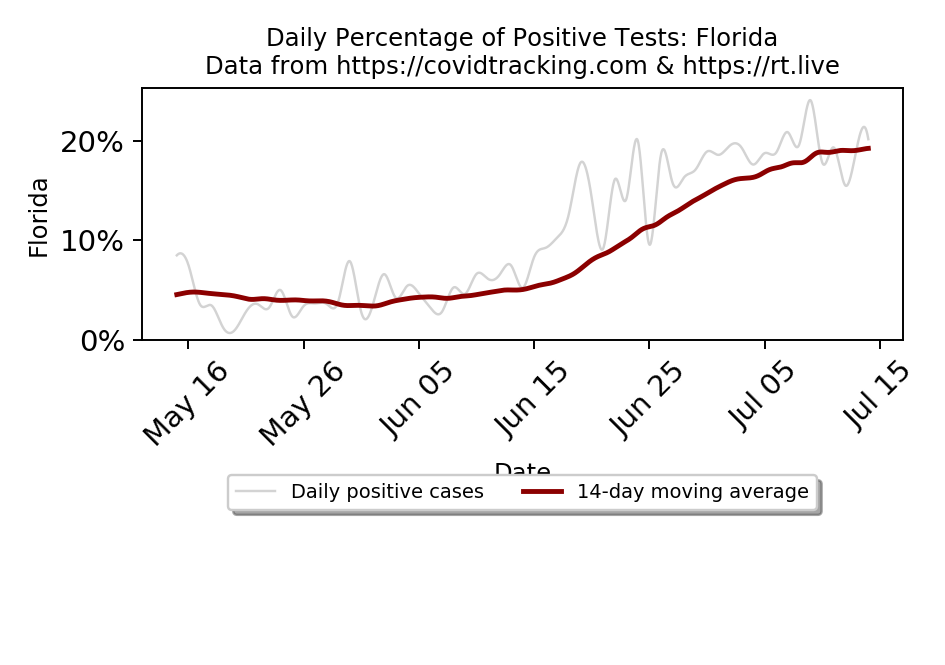 Daily Percentage of Positive Tests: Florida
Data from https://covidtracking.com & https://rt.live
20%
10%
0%
Florida
May 16
May 26
Jun 05
Jun 15
Jun 25
Jul 05
Jul 15
Date
Daily positive cases
14-day moving average